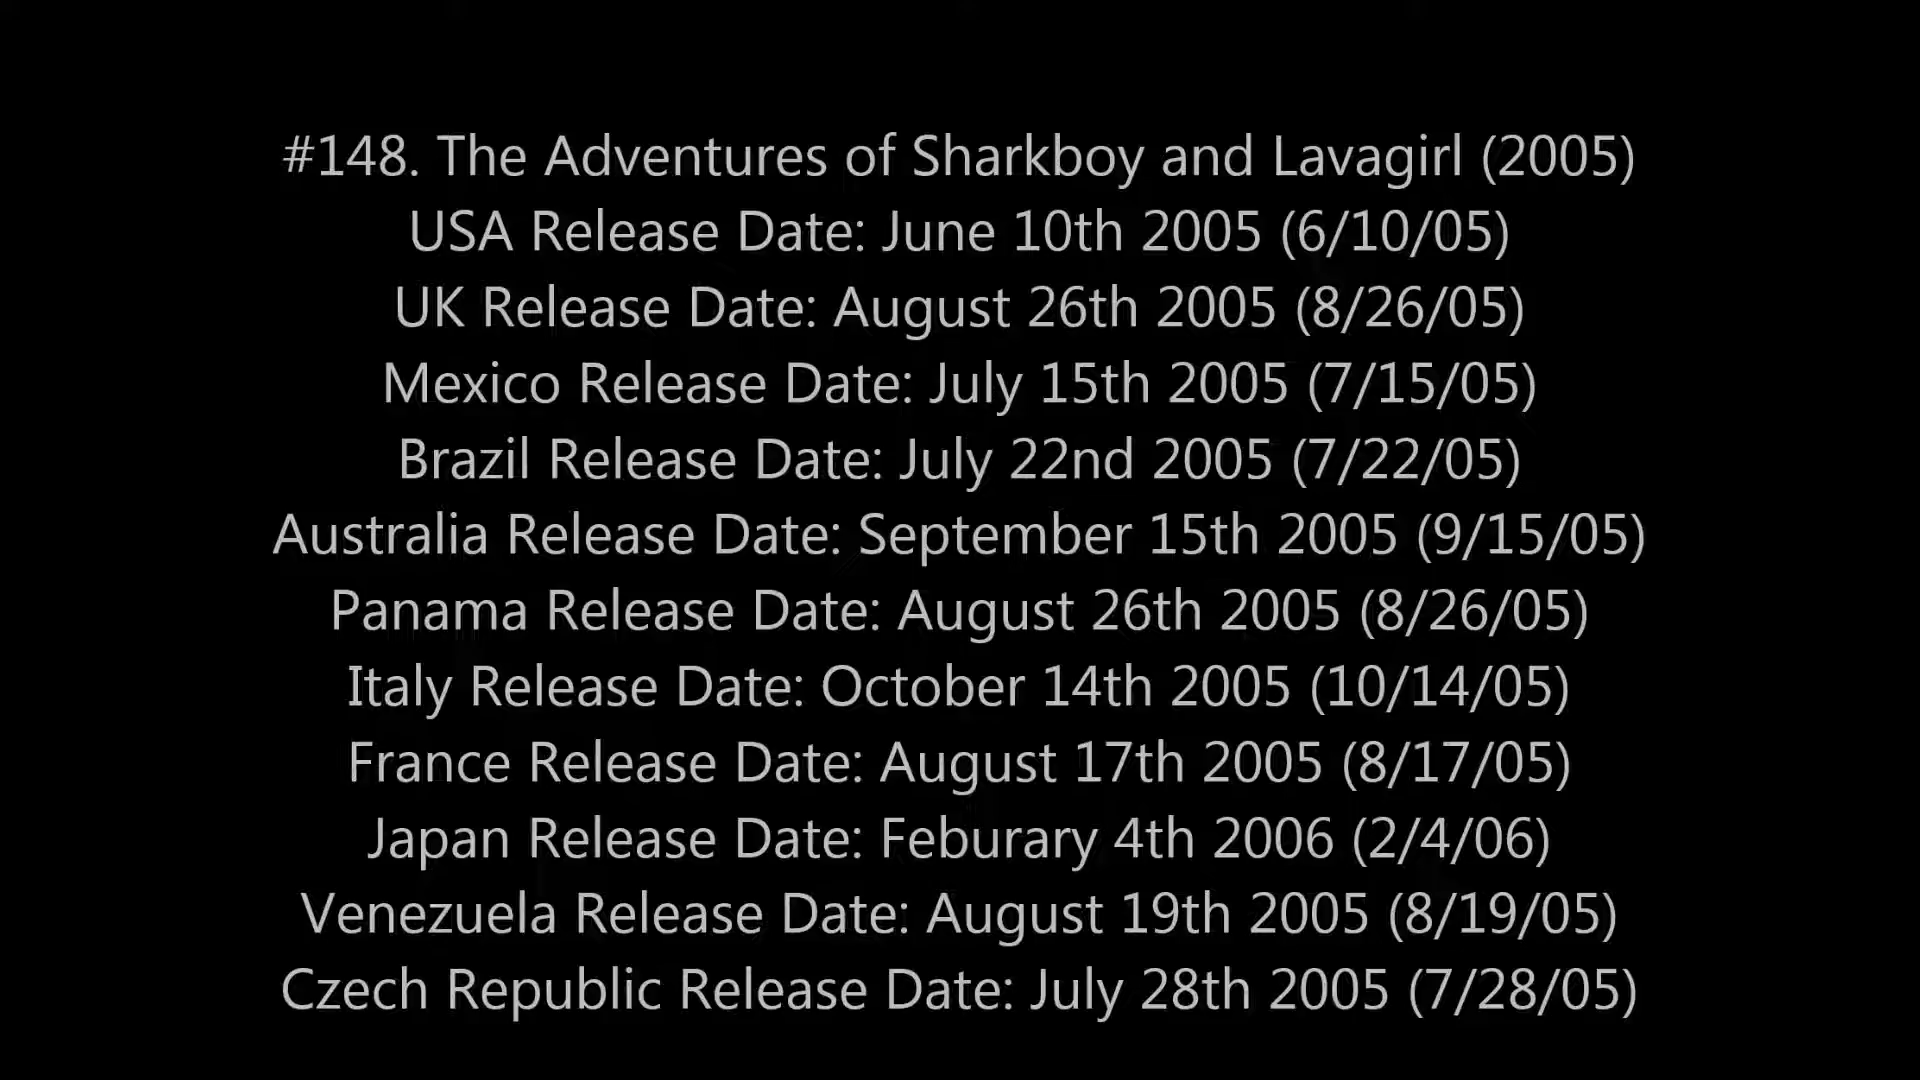 #148. The Adventures of Sharkboy and Lavagirl (2005)
USA Release Date: June 10th 2005 (6/10/05)
UK Release Date: August 26th 2005 (8/26/05)
Mexico Release Date: July 15th 2005 (7/15/05)
Brazil Release Date: July 22nd 2005 (7/22/05)
Australia Release Date: September 15th 2005 (9/15/05)
Panama Release Date: August 26th 2005 (8/26/05)
Italy Release Date: October 14th 2005 (10/14/05)
France Release Date: August 17th 2005 (8/17/05)
Japan Release Date: Feburary 4th 2006 (2/4/06)
Venezuela Release Date: August 19th 2005 (8/19/05)
Czech Republic Release Date: July 28th 2005 (7/28/05)